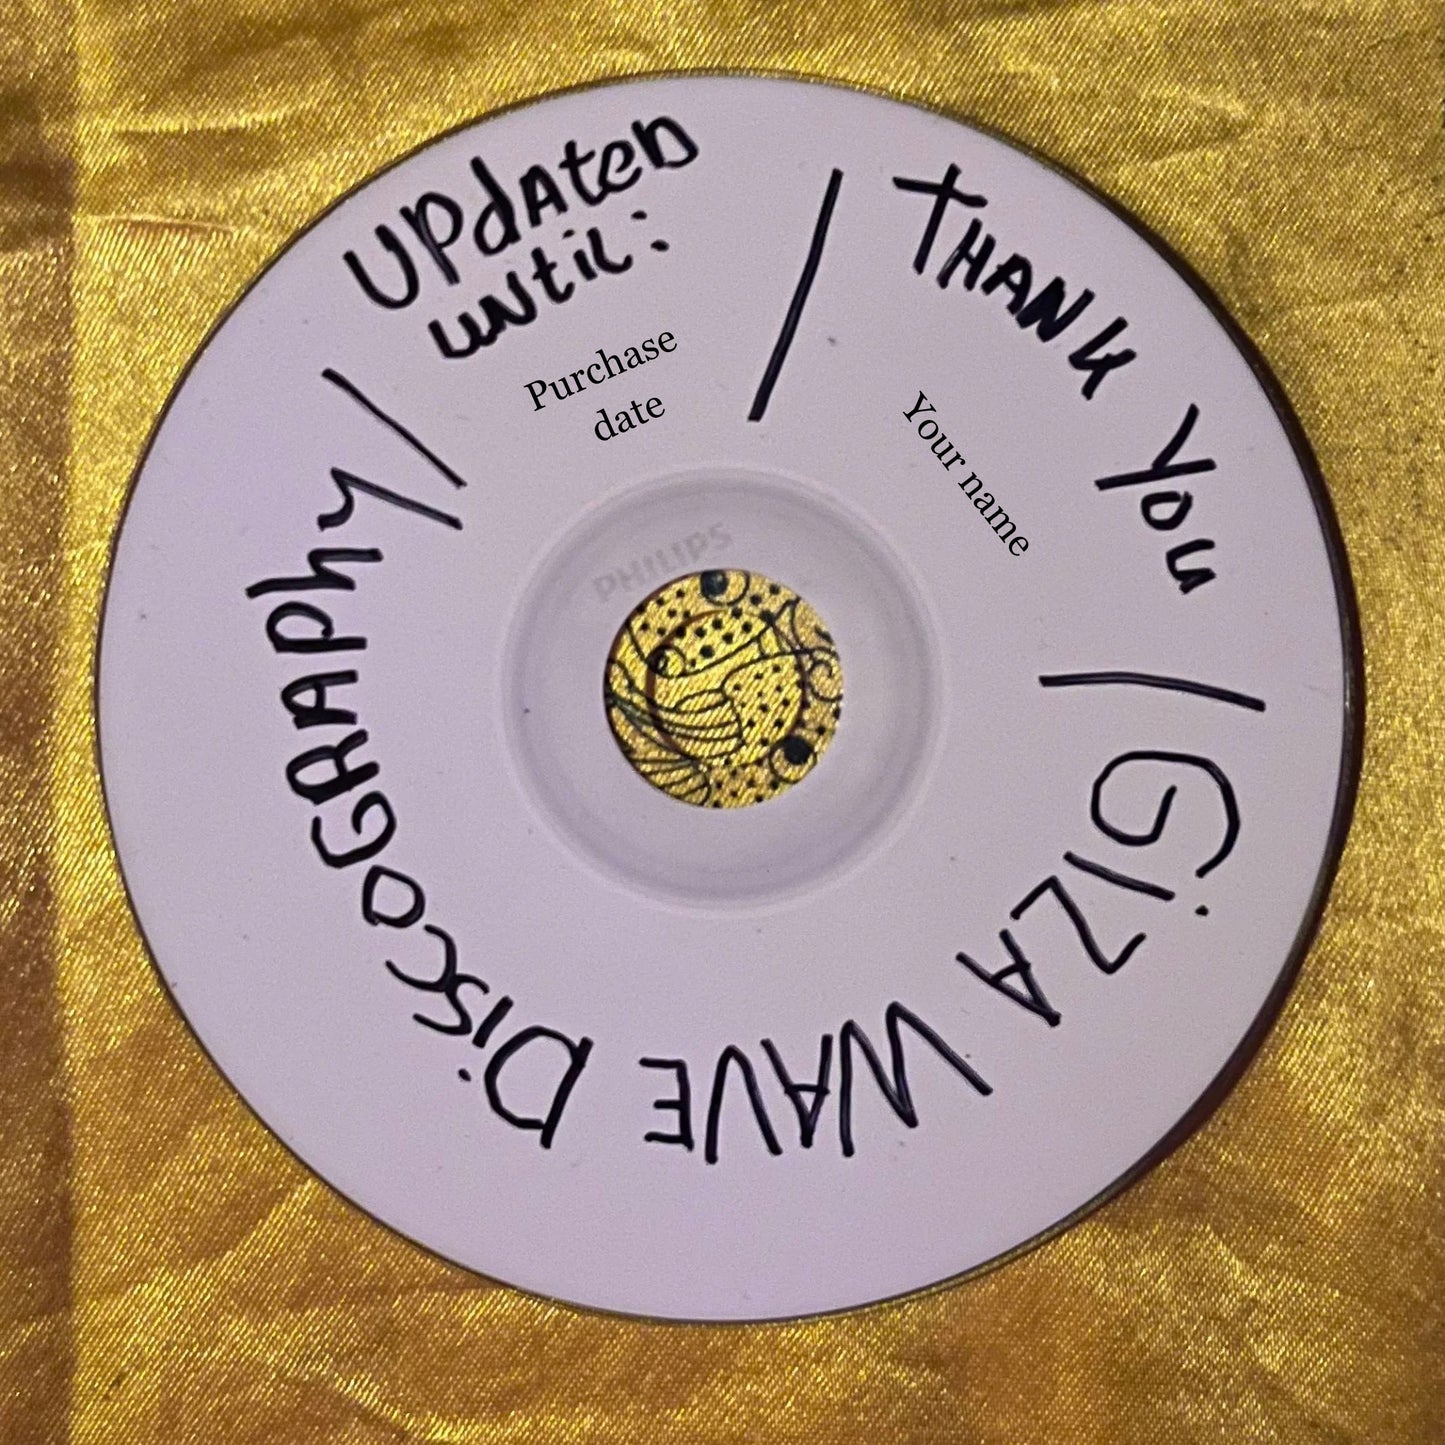 UPdAteD
uNtiL:
Purchase
date
/
THANK YOU
Your name
/
GiZA WAVE DiSCOGRAPhy
/
PHILIPS